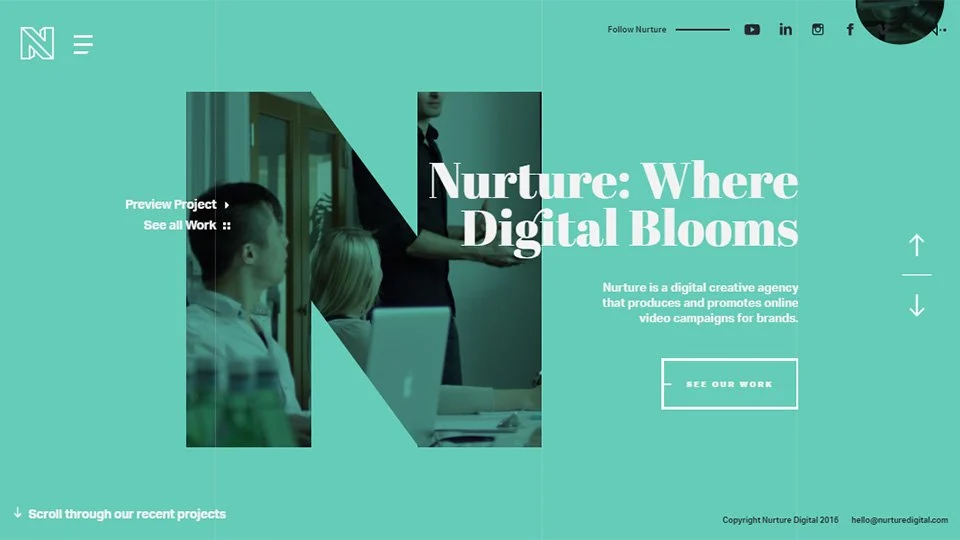 N
Follow Nurture
Nurture: Where
Digital Blooms
Preview Project
See all Work
Nurture is a digital creative agency
that produces and promotes online
video campaigns for brands.
SEE OUR WORK
Scroll through our recent projects
Copyright Nurture Digital 2016 hello@nurturedigital.com